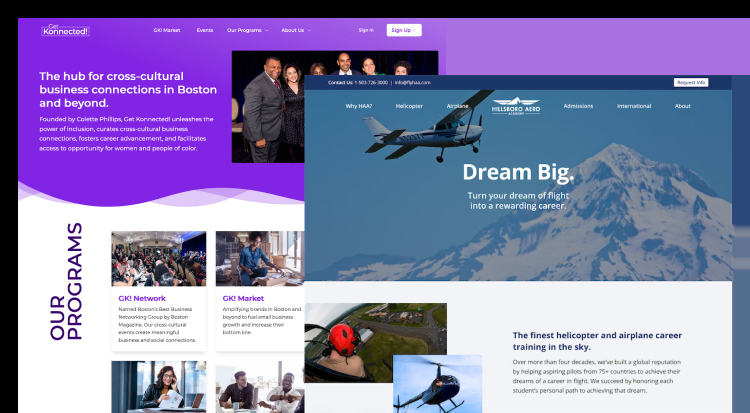 Get
Konnected!
GK! Market
Events
Our Programs
About Us
Sign In
Sign Up
The hub for cross-cultural
business connections in Boston
and beyond.
Founded by Colette Phillips, Get Konnected! unleashes the
power of inclusion, curates cross-cultural business
connections, fosters career advancement, and facilitates
access to opportunity for women and people of color.
OUR
PROGRAMS
GK! Network
Named Boston's Best Business
Networking Group by Boston
Magazine. Our cross-cultural
events create meaningful
business and social connections.
GK! Market
Amplifying brands in Boston and
beyond to fuel small business
growth and increase their
bottom line.
Contact Us: 1-503-726-3000 | info@flyhaa.com
Request Info
Why HAA?
Helicopter
Airplane
HILLSBORO AERO
ACADEMY
Admissions
International
About
Dream Big.
Turn your dream of flight
into a rewarding career.
The finest helicopter and airplane career
training in the sky.
Over more than four decades, we've built a global reputation
by helping aspiring pilots from 75+ countries to achieve their
dreams of a career in flight. We succeed by honoring each
student's personal path to achieving that dream.